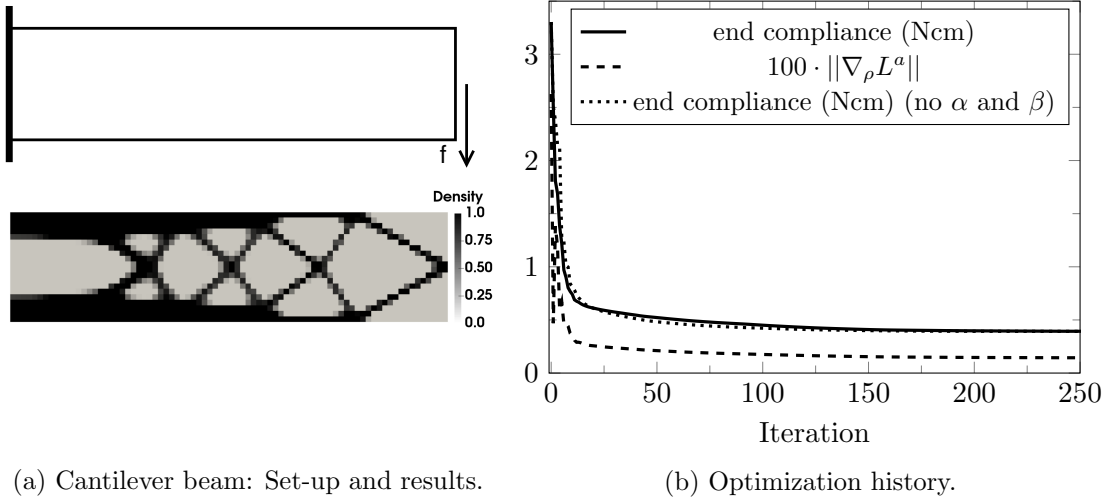 f
Density
1.0
0.75
0.50
0.25
0.0
(a) Cantilever beam: Set-up and results.
end compliance (Ncm)
100 · ||∇ρLᵃ||
end compliance (Ncm) (no α and β)
3
2
1
0
0 50 100 150 200 250
Iteration
(b) Optimization history.